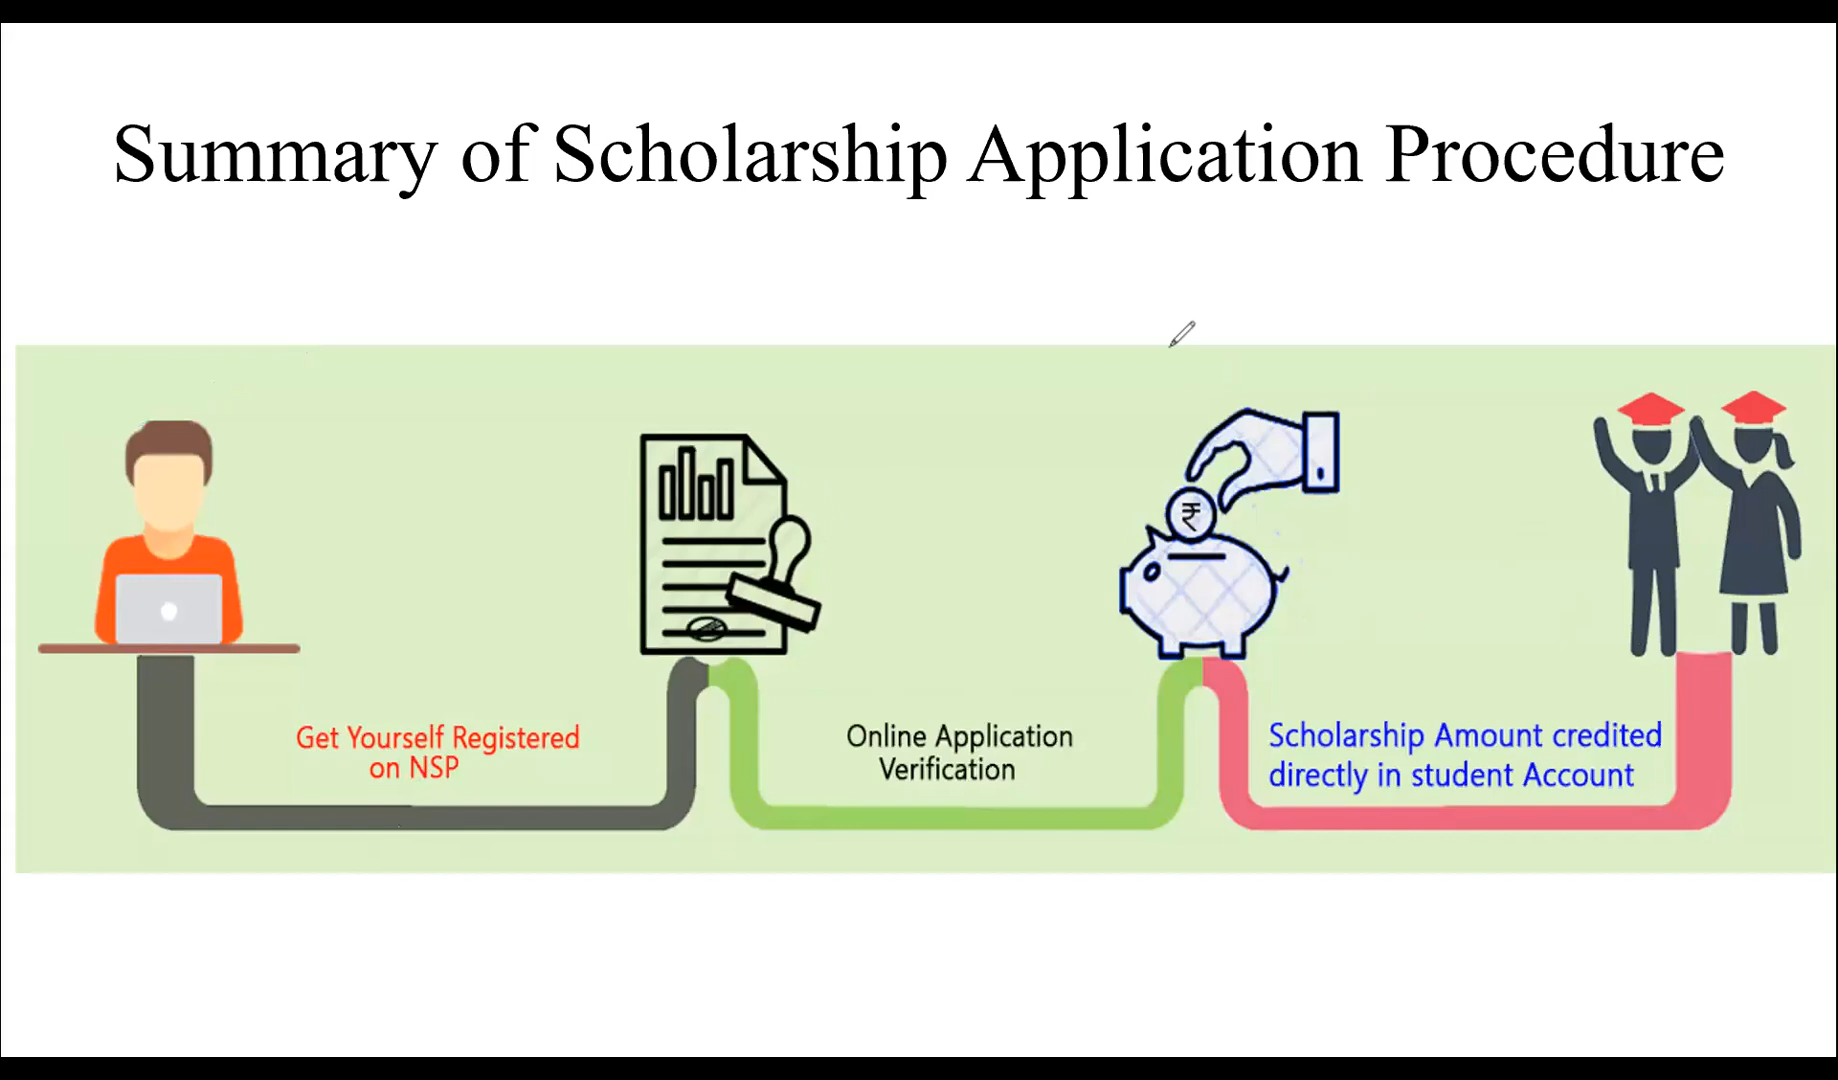 Summary of Scholarship Application Procedure
₹
Get Yourself Registered
on NSP
Online Application
Verification
Scholarship Amount credited
directly in student Account